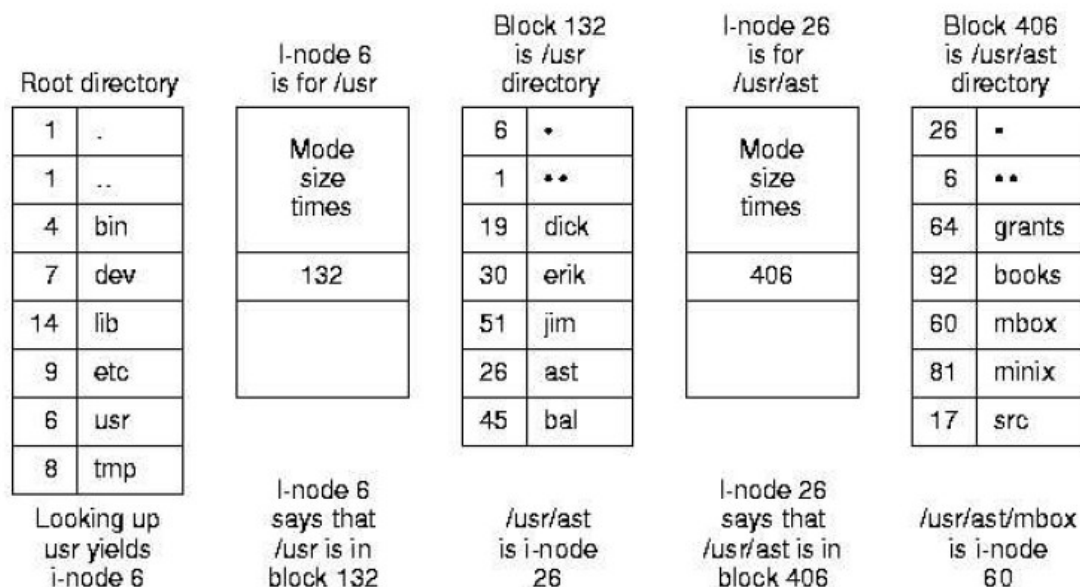 Root directory
1 .
1 ..
4 bin
7 dev
14 lib
9 etc
6 usr
8 tmp
Looking up
usr yields
i-node 6
I-node 6
is for /usr
Mode
size
times
132
I-node 6
says that
/usr is in
block 132
Block 132
is /usr
directory
6 •
1 ••
19 dick
30 erik
51 jim
26 ast
45 bal
/usr/ast
is i-node
26
I-node 26
is for
/usr/ast
Mode
size
times
406
I-node 26
says that
/usr/ast is in
block 406
Block 406
is /usr/ast
directory
26 •
6 ••
64 grants
92 books
60 mbox
81 minix
17 src
/usr/ast/mbox
is i-node
60